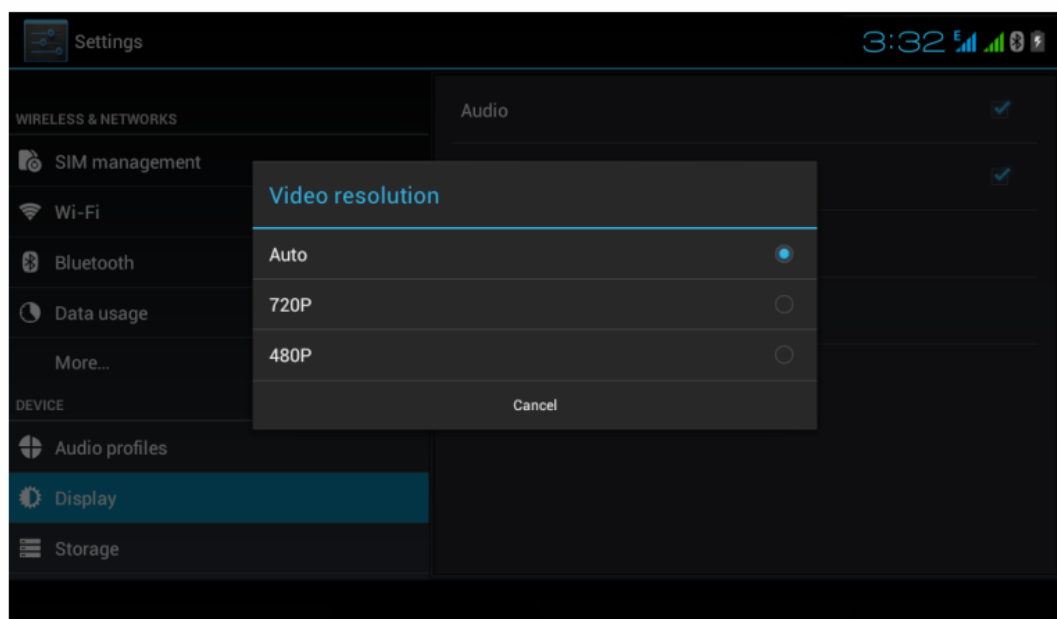 Settings
3:32
E
WIRELESS & NETWORKS
SIM management
Wi-Fi
Bluetooth
Data usage
More...
DEVICE
Audio profiles
Display
Storage
Audio
Video resolution
Auto
720P
480P
Cancel